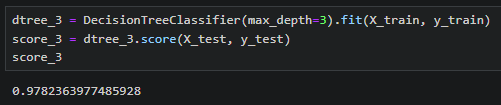 dtree_3 = DecisionTreeClassifier(max_depth=3).fit(X_train, y_train)
score_3 = dtree_3.score(X_test, y_test)
score_3
0.9782363977485928